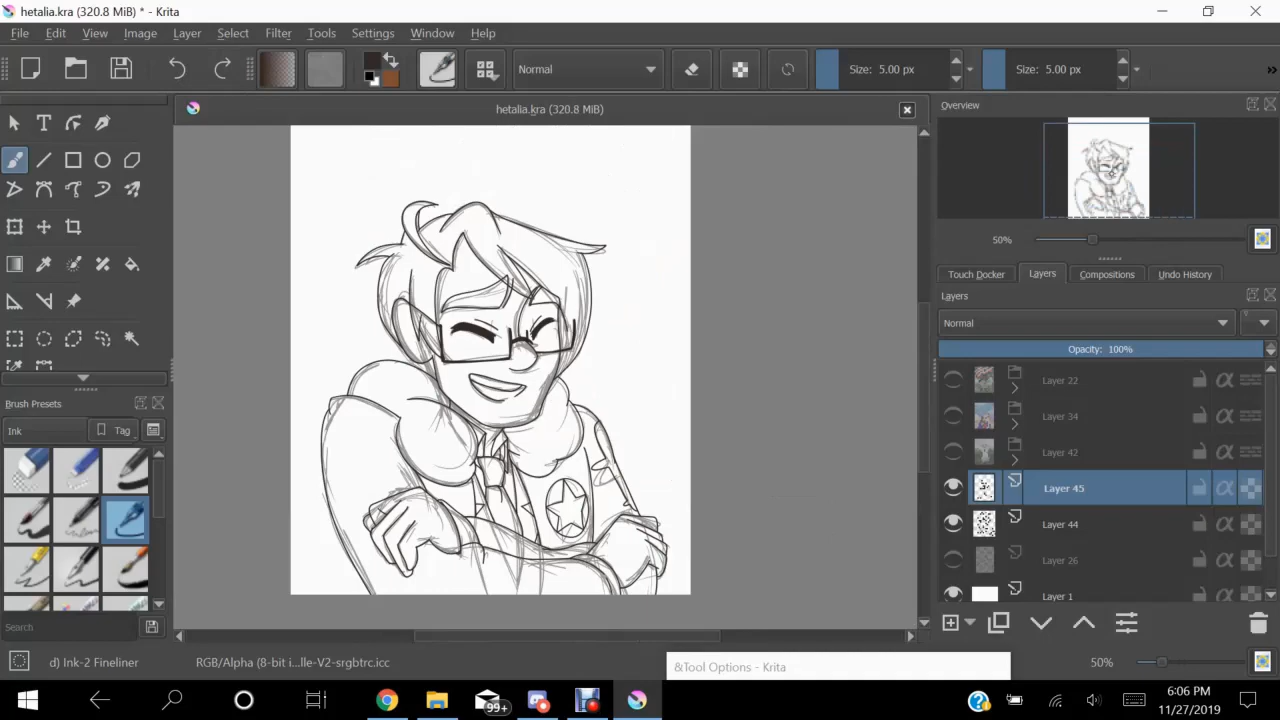 hetalia.kra (320.8 MiB) * - Krita
File Edit View Image Layer Select Filter Tools Settings Window Help
Normal Size: 5.00 px Size: 5.00 px
hetalia.kra (320.8 MiB)
Overview
50%
Touch Docker Layers Compositions Undo History
Layers
Normal
Opacity: 100%
Layer 22
Layer 34
Layer 42
Layer 45
Layer 44
Layer 26
Layer 1
Brush Presets
Ink Tag
Search
d) Ink-2 Fineliner RGB/Alpha (8-bit i...lle-V2-srgbtrc.icc
&Tool Options - Krita
50%
99+
6:06 PM
11/27/2019